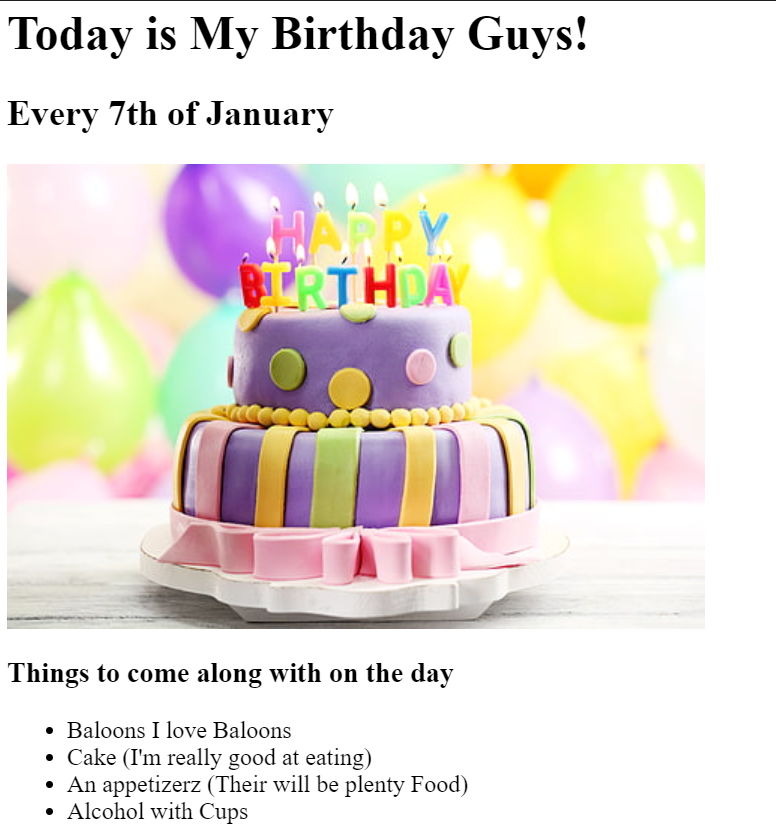 Today is My Birthday Guys!
Every 7th of January
HAPPY
BIRTHDAY
Things to come along with on the day
Baloons I love Baloons
Cake (I'm really good at eating)
An appetizerz (Their will be plenty Food)
Alcohol with Cups